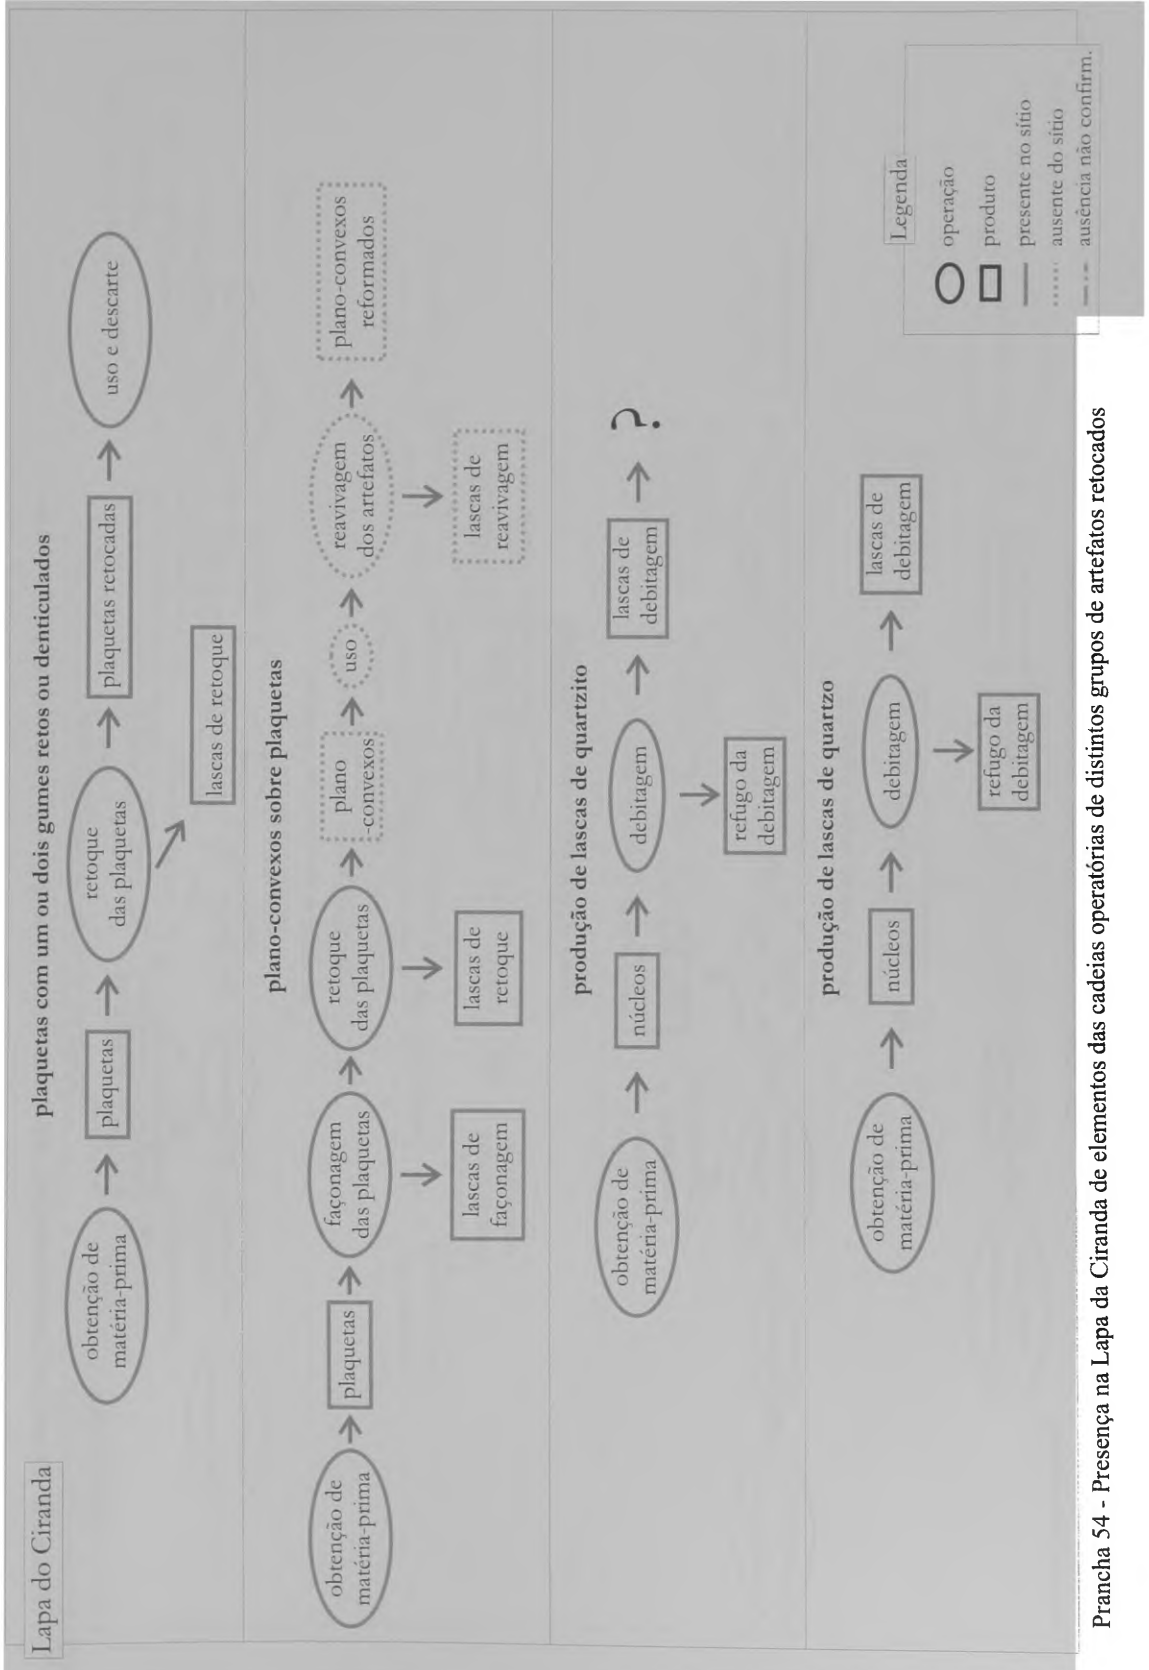 Lapa do Ciranda
plaquetas com um ou dois gumes retos ou denticulados
obtenção de
matéria-prima
plaquetas
retoque
das plaquetas
plaquetas retocadas
uso e descarte
lascas de retoque
plano-convexos sobre plaquetas
obtenção de
matéria-prima
plaquetas
façonagem
das plaquetas
retoque
das plaquetas
plano
-convexos
uso
reavivagem
dos artefatos
plano-convexos
reformados
lascas de
façonagem
lascas de
retoque
lascas de
reavivagem
produção de lascas de quartzito
obtenção de
matéria-prima
núcleos
debitagem
lascas de
debitagem
?
refugo da
debitagem
produção de lascas de quartzo
obtenção de
matéria-prima
núcleos
debitagem
lascas de
debitagem
refugo da
debitagem
Legenda
operação
produto
presente no sítio
ausente do sítio
ausência não confirm.
Prancha 54 - Presença na Lapa da Ciranda de elementos das cadeias operatórias de distintos grupos de artefatos retocados